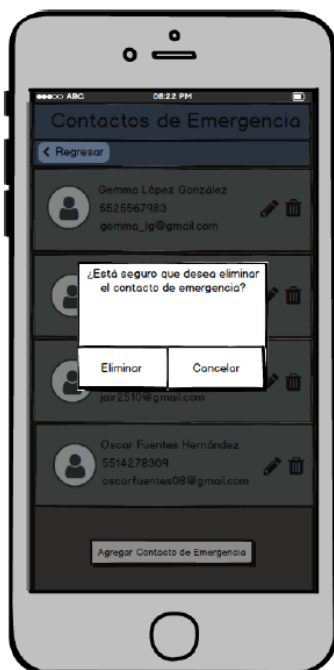 ABC 08:22 PM
Contactos de Emergencia
< Regresar
Gemma López González
5525567983
gemma_lg@gmail.com
¿Está seguro que desea eliminar
el contacto de emergencia?
Eliminar Cancelar
jair2510@gmail.com
Oscar Fuentes Hernández
5514278309
oscarfuentes08@gmail.com
Agregar Contacto de Emergencia